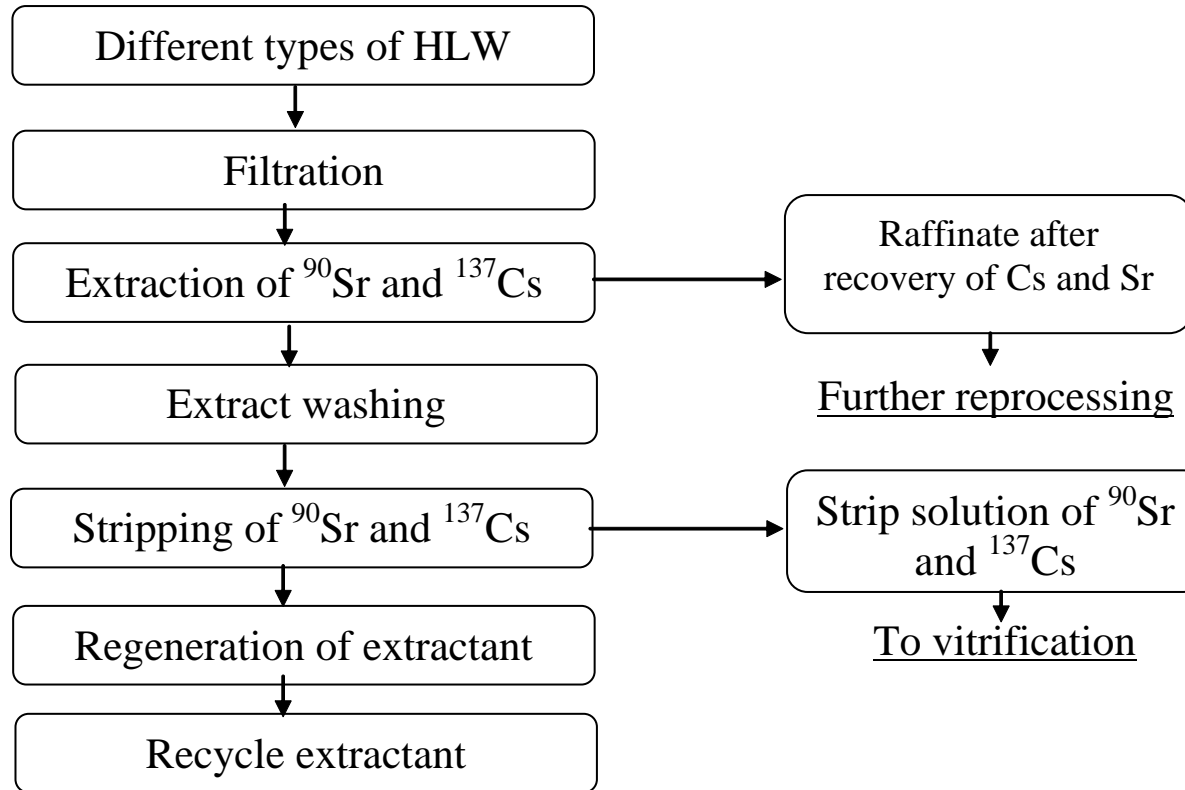 Different types of HLW
Filtration
Extraction of ⁹⁰Sr and ¹³⁷Cs
Raffinate after
recovery of Cs and Sr
Further reprocessing
Extract washing
Stripping of ⁹⁰Sr and ¹³⁷Cs
Strip solution of ⁹⁰Sr
and ¹³⁷Cs
To vitrification
Regeneration of extractant
Recycle extractant